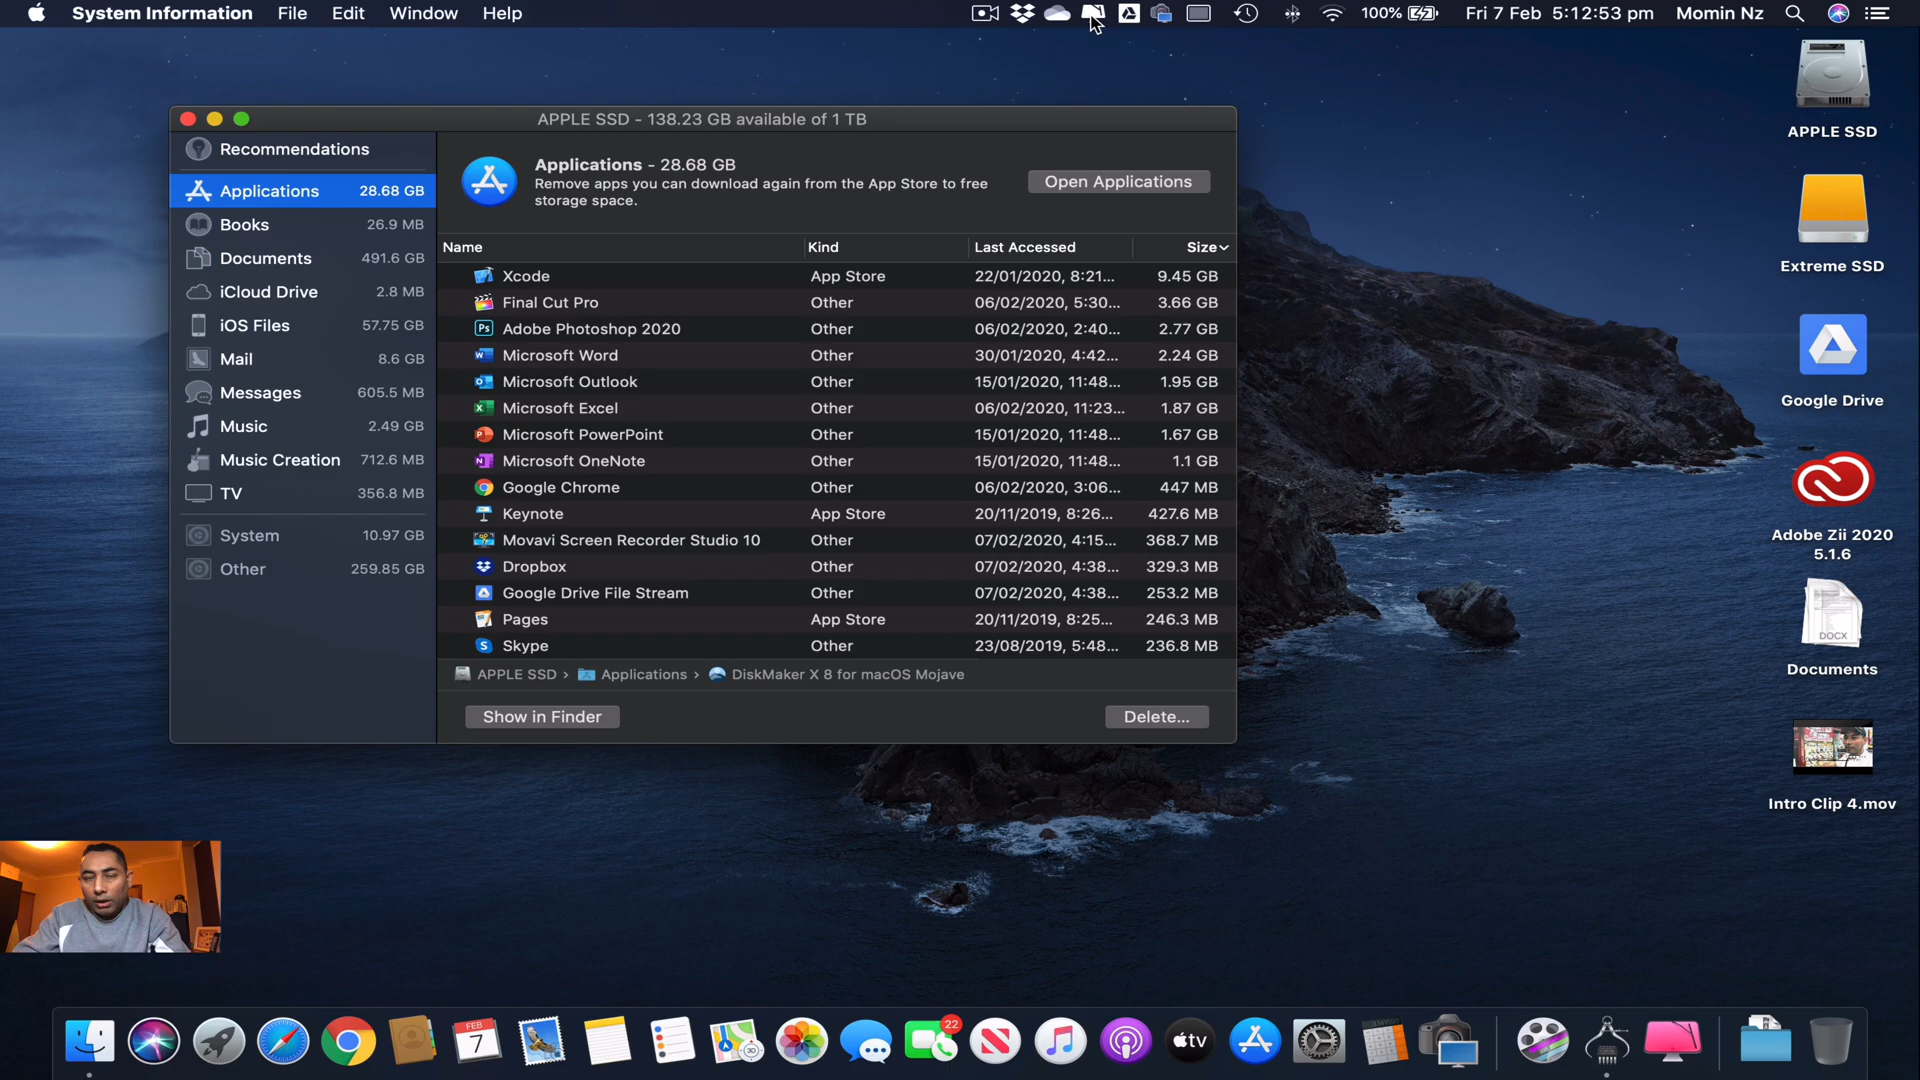 System Information File Edit Window Help 100% Fri 7 Feb 5:12:53 pm Momin Nz
APPLE SSD - 138.23 GB available of 1 TB
Recommendations
Applications 28.68 GB
Books 26.9 MB
Documents 491.6 GB
iCloud Drive 2.8 MB
iOS Files 57.75 GB
Mail 8.6 GB
Messages 605.5 MB
Music 2.49 GB
Music Creation 712.6 MB
TV 356.8 MB
System 10.97 GB
Other 259.85 GB
Applications - 28.68 GB
Remove apps you can download again from the App Store to free
storage space.
Open Applications
Name Kind Last Accessed Size
Xcode App Store 22/01/2020, 8:21... 9.45 GB
Final Cut Pro Other 06/02/2020, 5:30... 3.66 GB
Adobe Photoshop 2020 Other 06/02/2020, 2:40... 2.77 GB
Microsoft Word Other 30/01/2020, 4:42... 2.24 GB
Microsoft Outlook Other 15/01/2020, 11:48... 1.95 GB
Microsoft Excel Other 06/02/2020, 11:23... 1.87 GB
Microsoft PowerPoint Other 15/01/2020, 11:48... 1.67 GB
Microsoft OneNote Other 15/01/2020, 11:48... 1.1 GB
Google Chrome Other 06/02/2020, 3:06... 447 MB
Keynote App Store 20/11/2019, 8:26... 427.6 MB
Movavi Screen Recorder Studio 10 Other 07/02/2020, 4:15... 368.7 MB
Dropbox Other 07/02/2020, 4:38... 329.3 MB
Google Drive File Stream Other 07/02/2020, 4:38... 253.2 MB
Pages App Store 20/11/2019, 8:25... 246.3 MB
Skype Other 23/08/2019, 5:48... 236.8 MB
APPLE SSD › Applications › DiskMaker X 8 for macOS Mojave
Show in Finder Delete...
APPLE SSD
Extreme SSD
Google Drive
Adobe Zii 2020
5.1.6
DOCX
Documents
Intro Clip 4.mov
FEB
7
3D
22
tv